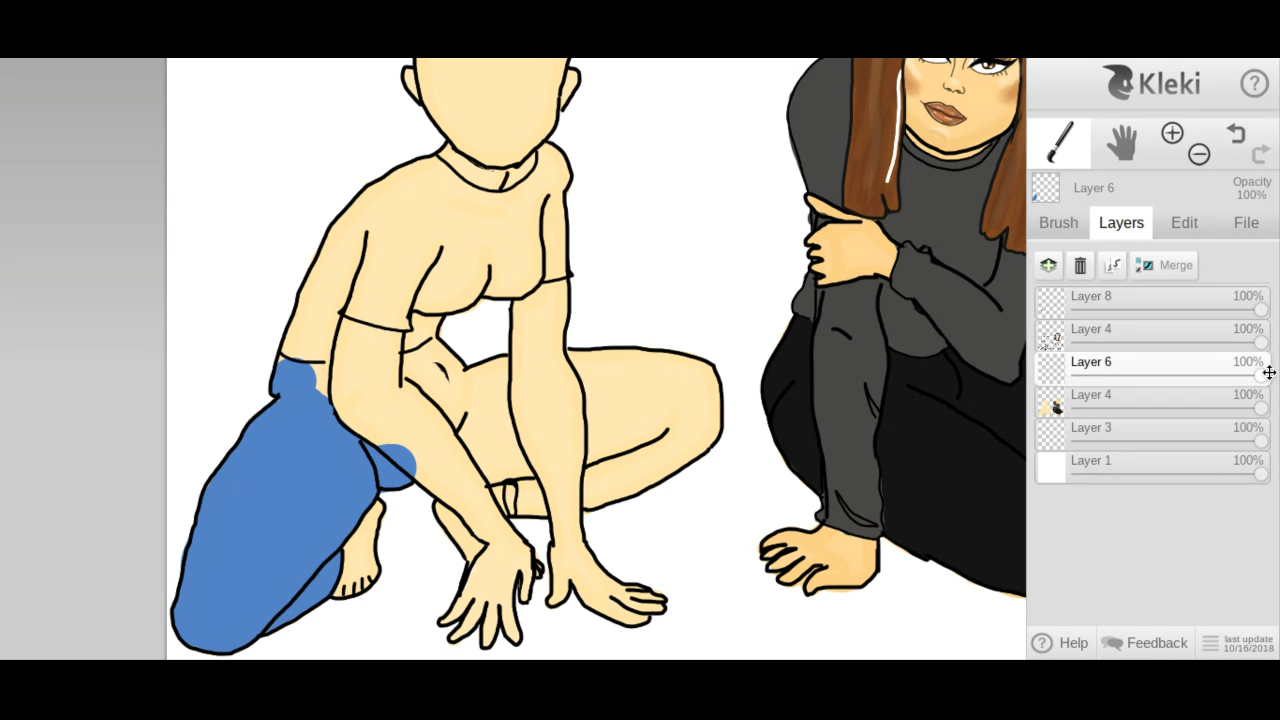 Kleki
?
Layer 6
Opacity
100%
Brush
Layers
Edit
File
Merge
Layer 8 100%
Layer 4 100%
Layer 6 100%
Layer 4 100%
Layer 3 100%
Layer 1 100%
? Help
Feedback
last update
10/16/2018